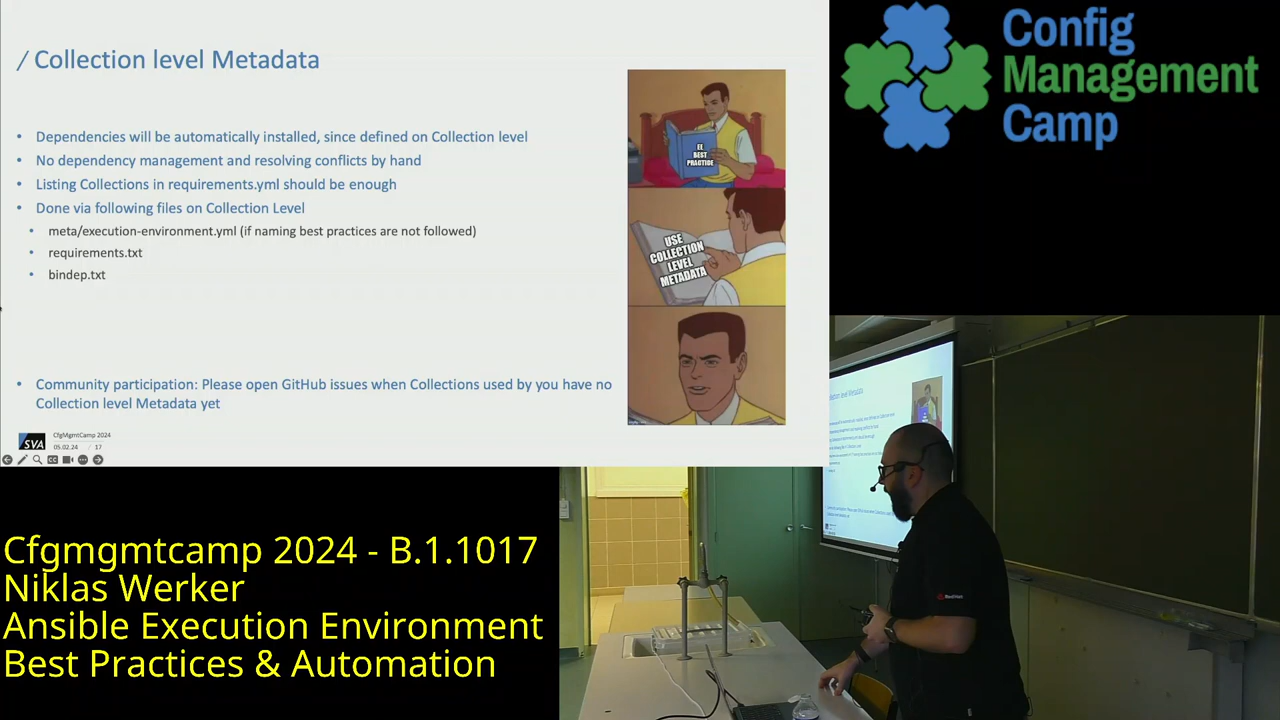 / Collection level Metadata
• Dependencies will be automatically installed, since defined on Collection level
• No dependency management and resolving conflicts by hand
• Listing Collections in requirements.yml should be enough
• Done via following files on Collection Level
• meta/execution-environment.yml (if naming best practices are not followed)
• requirements.txt
• bindep.txt
• Community participation: Please open GitHub issues when Collections used by you have no
Collection level Metadata yet
EE
BEST
PRACTICE
USE
COLLECTION
LEVEL
METADATA
SVA
CfgMgmtCamp 2024
05.02.24 / 17
Config
Management
Camp
Cfgmgmtcamp 2024 - B.1.1017
Niklas Werker
Ansible Execution Environment
Best Practices & Automation